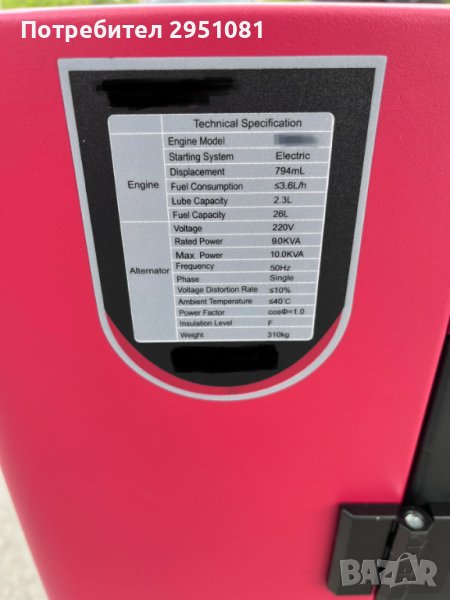 Потребител 2951081
Technical Specification
Engine
Engine Model
Starting System Electric
Displacement 794mL
Fuel Consumption ≤3.6L/h
Lube Capacity 2.3L
Fuel Capacity 26L
Alternator
Voltage 220V
Rated Power 9.0KVA
Max Power 10.0KVA
Frequency 50Hz
Phase Single
Voltage Distortion Rate ≤10%
Ambient Temperature ≤40℃
Power Factor cosΦ=1.0
Insulation Level F
Weight 310kg
BAZAR